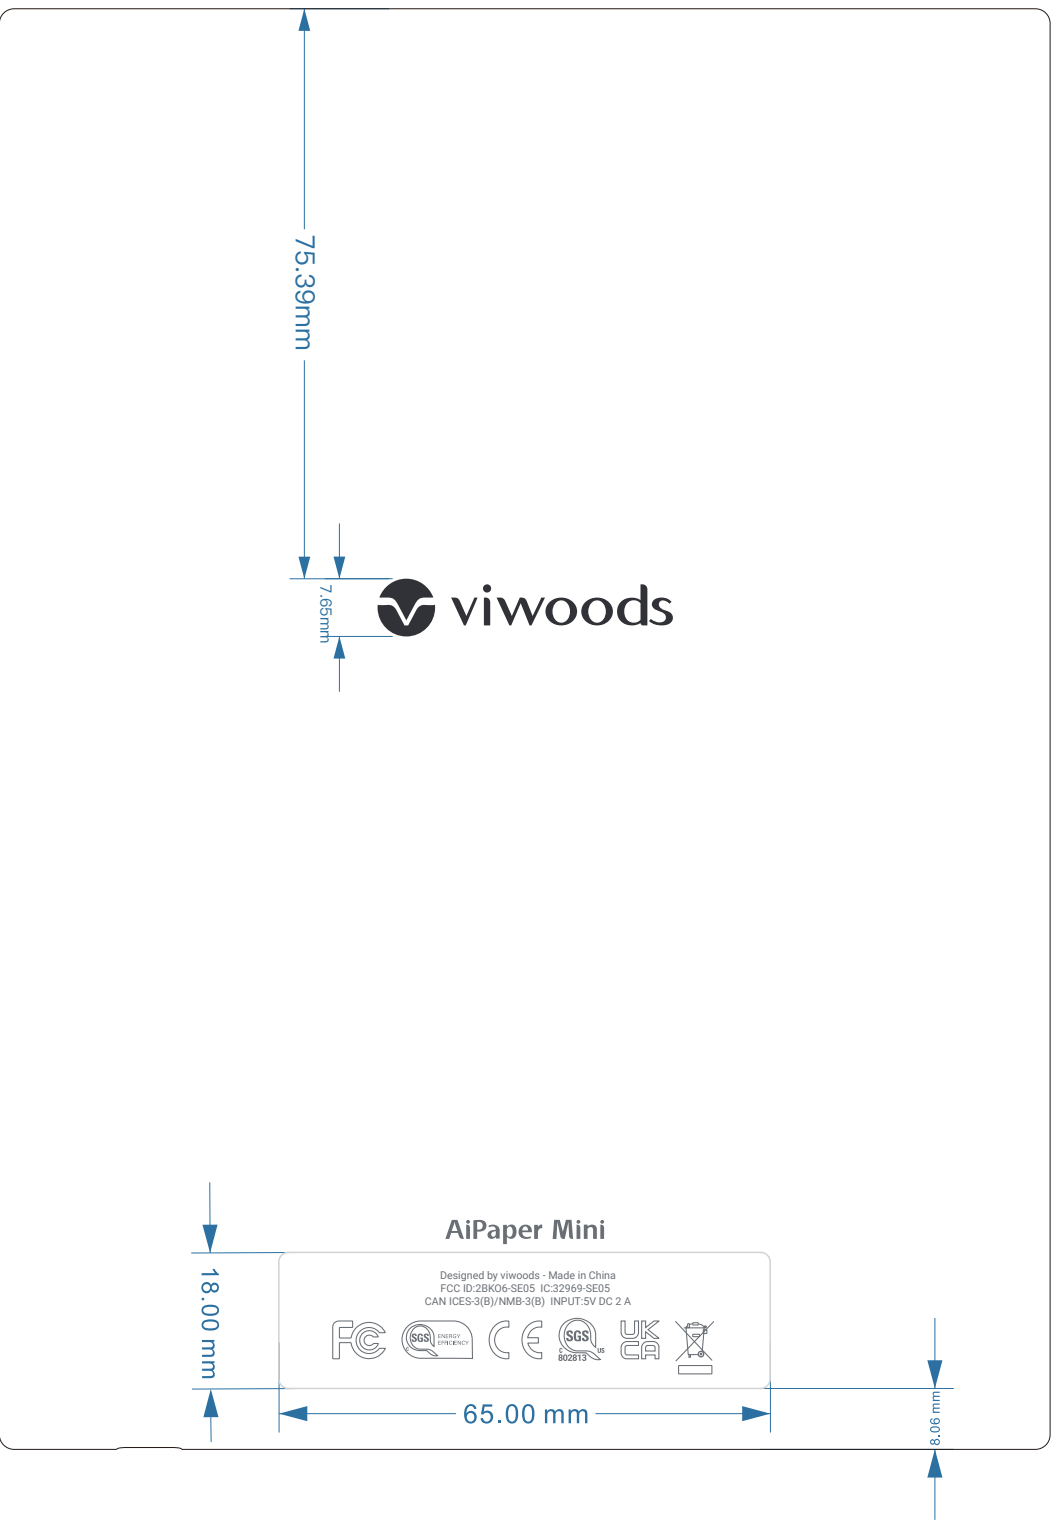 75.39mm
7.65mm
viwoods
AiPaper Mini
18.00 mm
Designed by viwoods - Made in China
FCC ID:2BKO6-SE05 IC:32969-SE05
CAN ICES-3(B)/NMB-3(B) INPUT:5V DC 2 A
FC
SGS
C
ENERGY
EFFICIENCY
CE
SGS
C US
802813
UK
CA
65.00 mm
8.06 mm